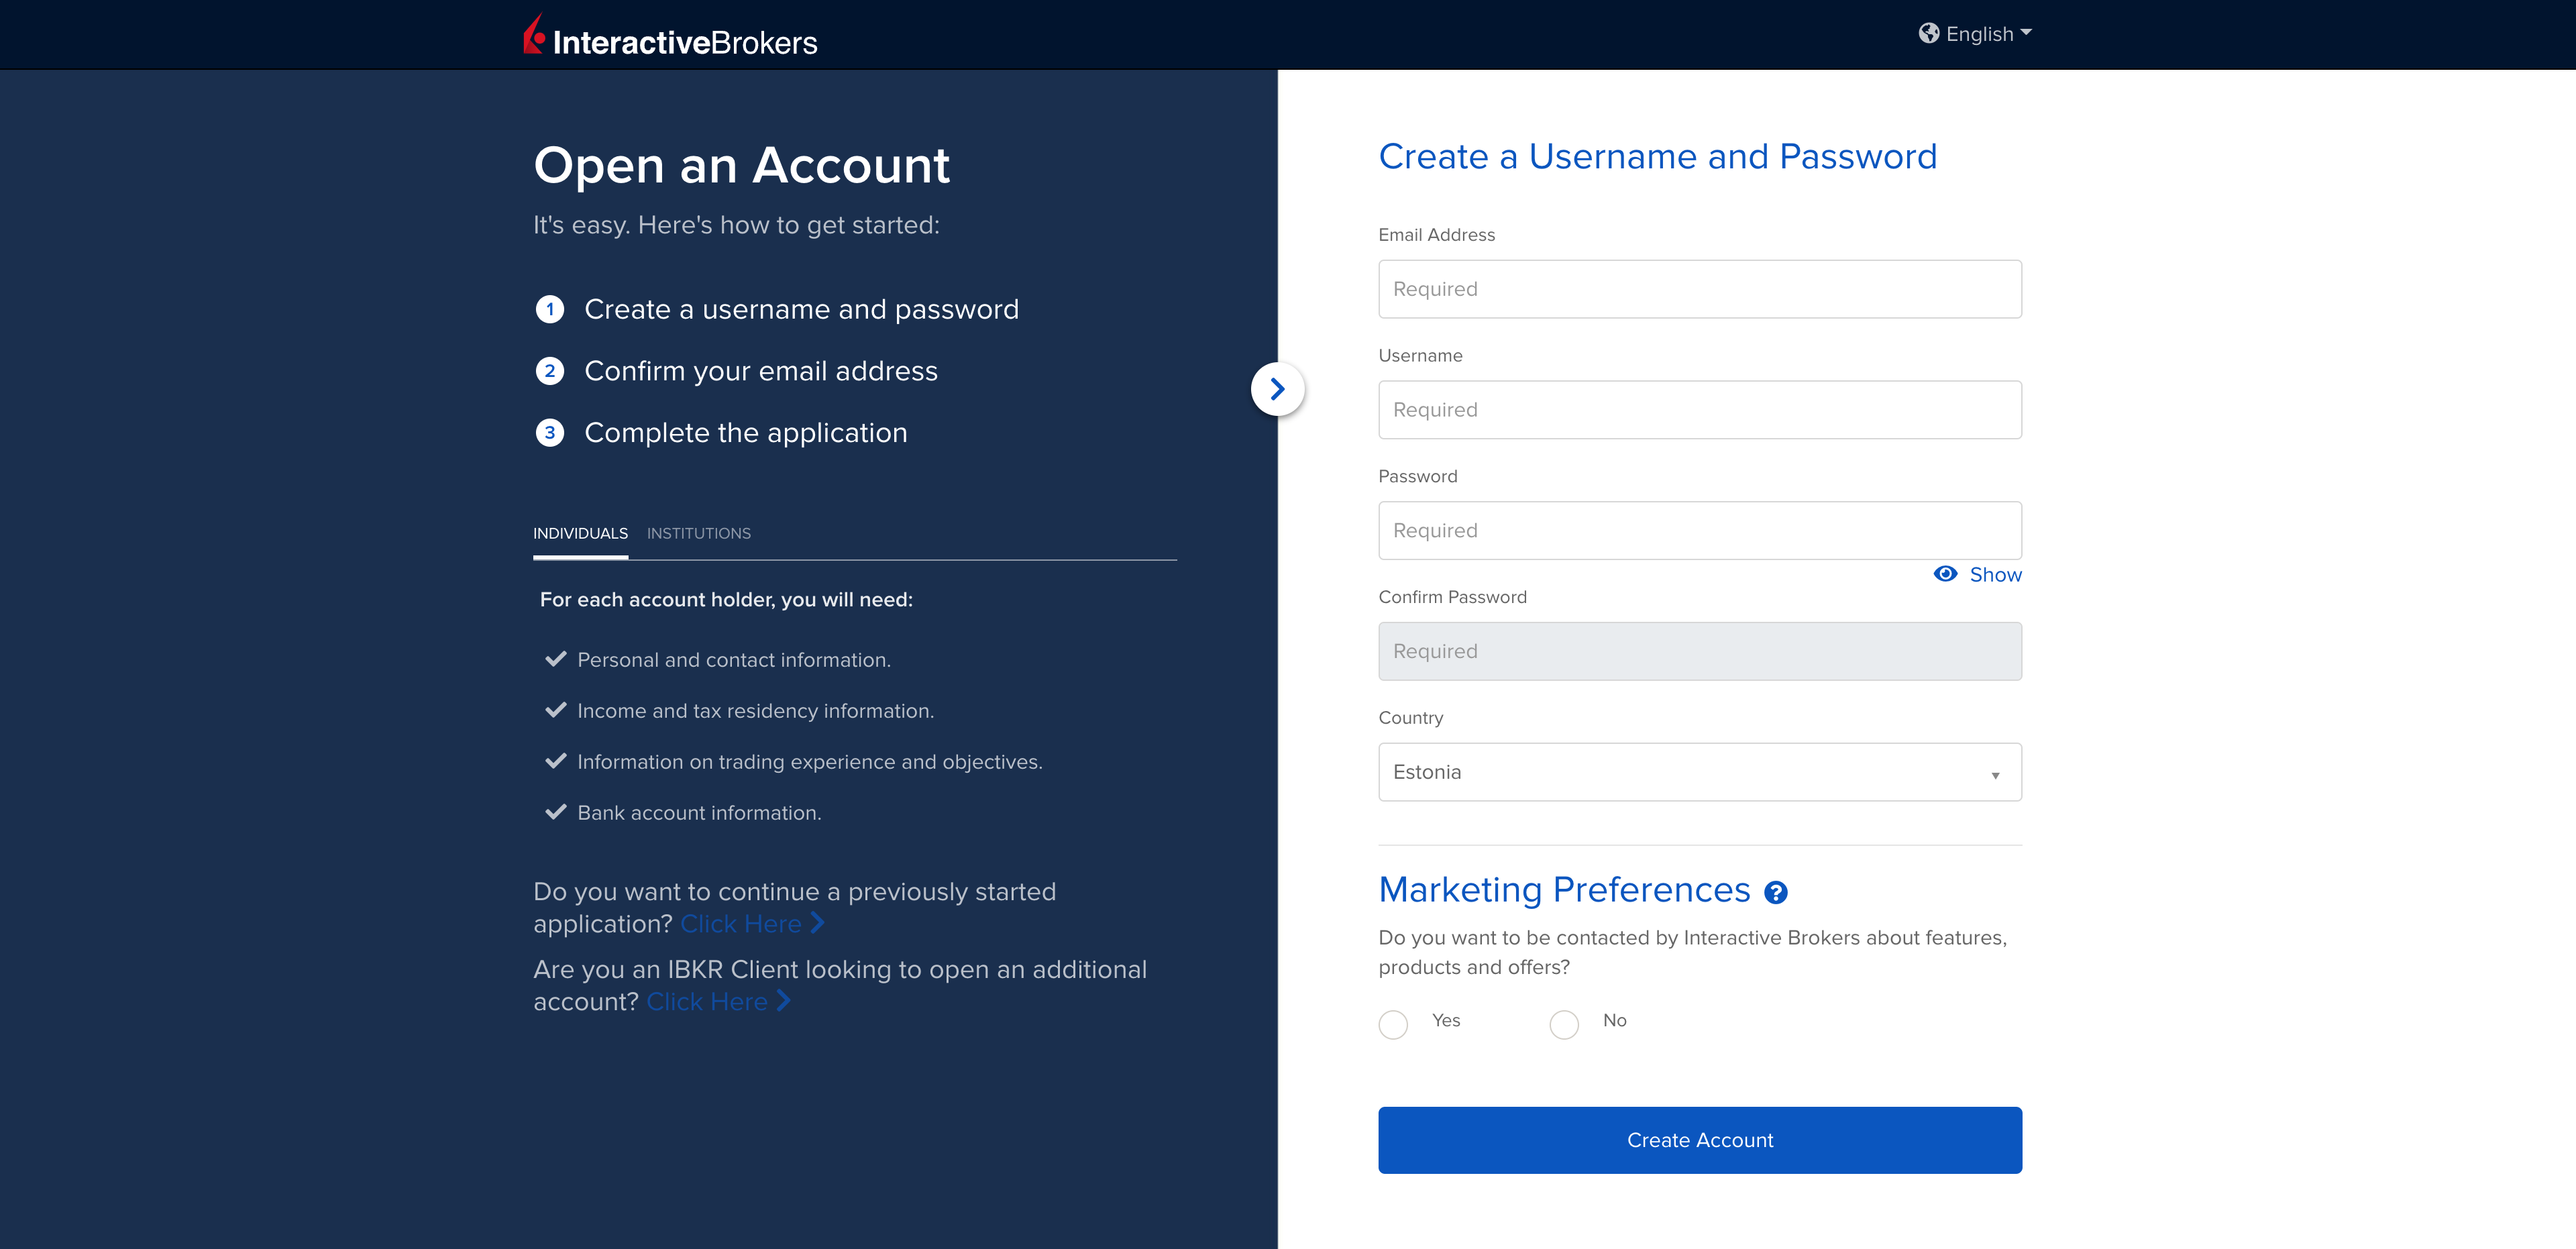 InteractiveBrokers
English
Open an Account
It's easy. Here's how to get started:
1 Create a username and password
2 Confirm your email address
3 Complete the application
INDIVIDUALS INSTITUTIONS
For each account holder, you will need:
Personal and contact information.
Income and tax residency information.
Information on trading experience and objectives.
Bank account information.
Do you want to continue a previously started
application? Click Here
Are you an IBKR Client looking to open an additional
account? Click Here
Create a Username and Password
Email Address
Required
Username
Required
Password
Required
Show
Confirm Password
Required
Country
Estonia
Marketing Preferences ?
Do you want to be contacted by Interactive Brokers about features,
products and offers?
Yes No
Create Account